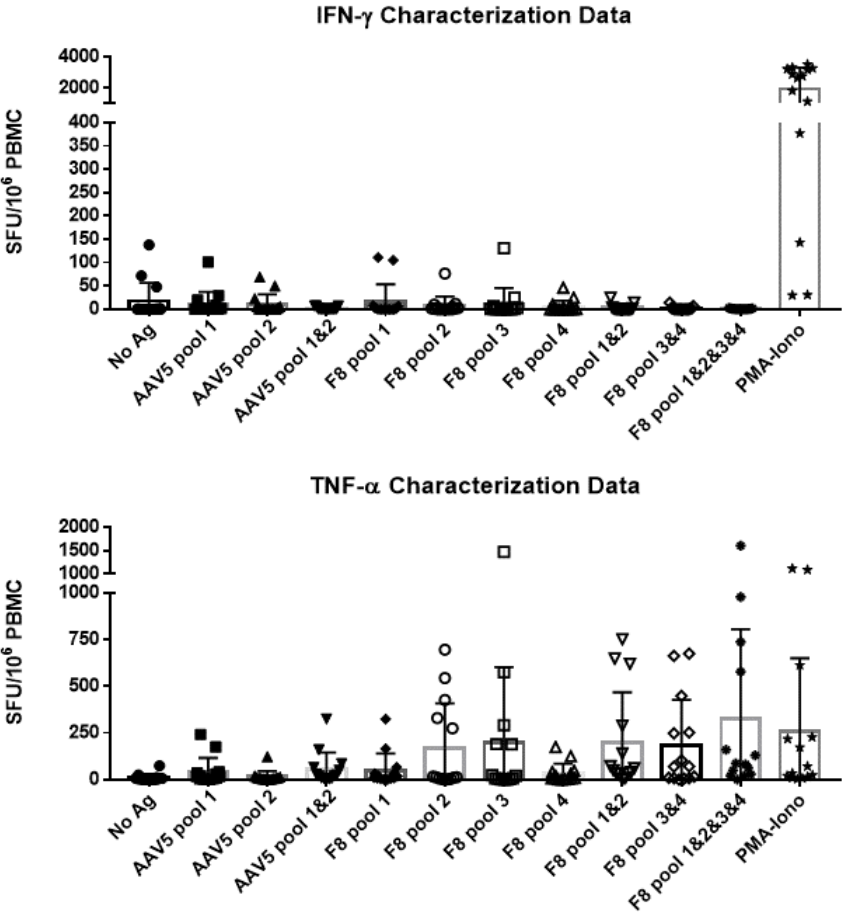 IFN-γ Characterization Data
SFU/10⁶ PBMC
4000
2000
400
350
300
250
200
150
100
50
0
No Ag
AAV5 pool 1
AAV5 pool 2
AAV5 pool 1&2
F8 pool 1
F8 pool 2
F8 pool 3
F8 pool 4
F8 pool 1&2
F8 pool 3&4
F8 pool 1&2&3&4
PMA-Iono
TNF-α Characterization Data
SFU/10⁶ PBMC
2000
1500
1000
1000
750
500
250
0
No Ag
AAV5 pool 1
AAV5 pool 2
AAV5 pool 1&2
F8 pool 1
F8 pool 2
F8 pool 3
F8 pool 4
F8 pool 1&2
F8 pool 3&4
F8 pool 1&2&3&4
PMA-Iono